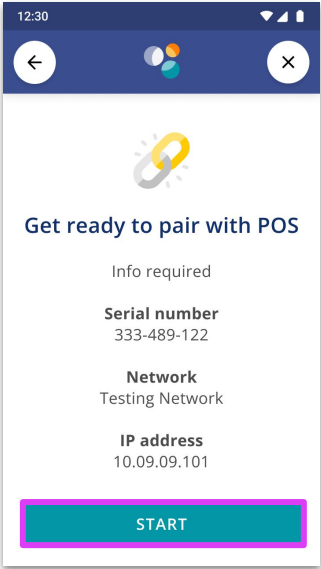 12:30
Get ready to pair with POS
Info required
Serial number
333-489-122
Network
Testing Network
IP address
10.09.09.101
START